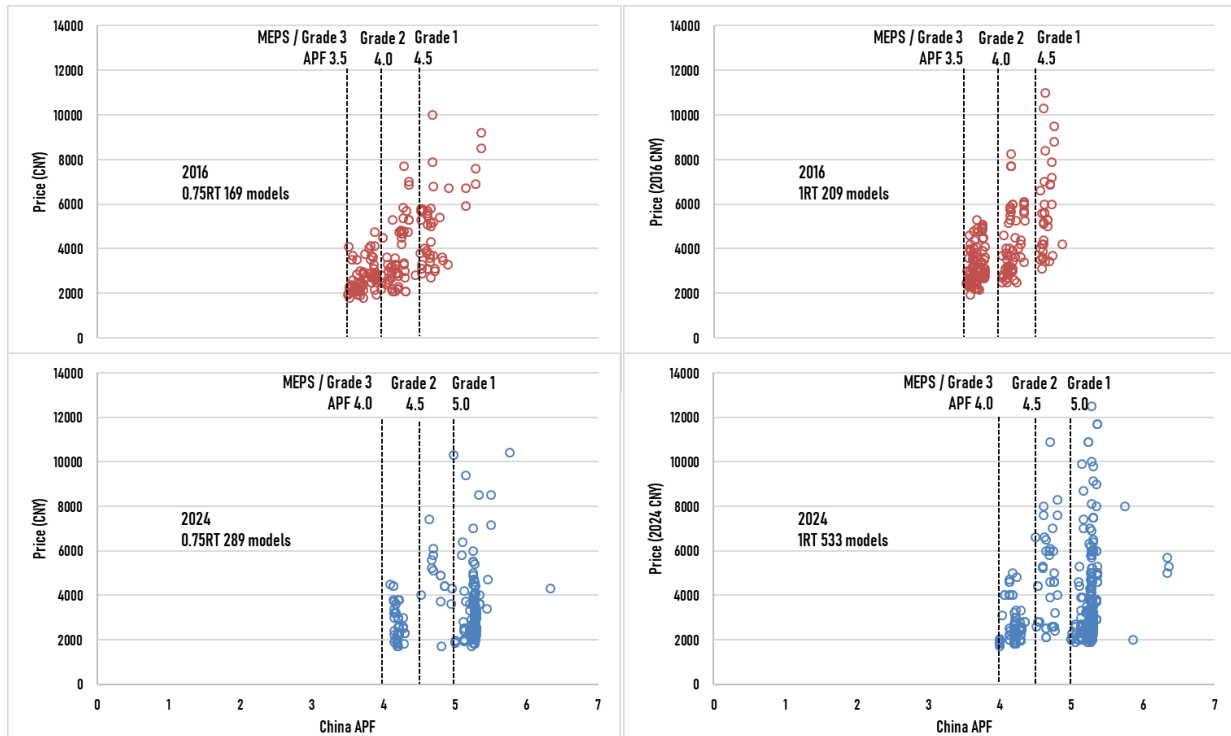 14000
12000
10000
8000
6000
4000
2000
0
Price (CNY)
MEPS / Grade 3 Grade 2 Grade 1
APF 3.5 4.0 4.5
2016
0.75RT 169 models
14000
12000
10000
8000
6000
4000
2000
0
Price (2016 CNY)
MEPS / Grade 3 Grade 2 Grade 1
APF 3.5 4.0 4.5
2016
1RT 209 models
14000
12000
10000
8000
6000
4000
2000
0
Price (CNY)
MEPS / Grade 3 Grade 2 Grade 1
APF 4.0 4.5 5.0
2024
0.75RT 289 models
0 1 2 3 4 5 6 7
China APF
14000
12000
10000
8000
6000
4000
2000
0
Price (2024 CNY)
MEPS / Grade 3 Grade 2 Grade 1
APF 4.0 4.5 5.0
2024
1RT 533 models
0 1 2 3 4 5 6 7
China APF